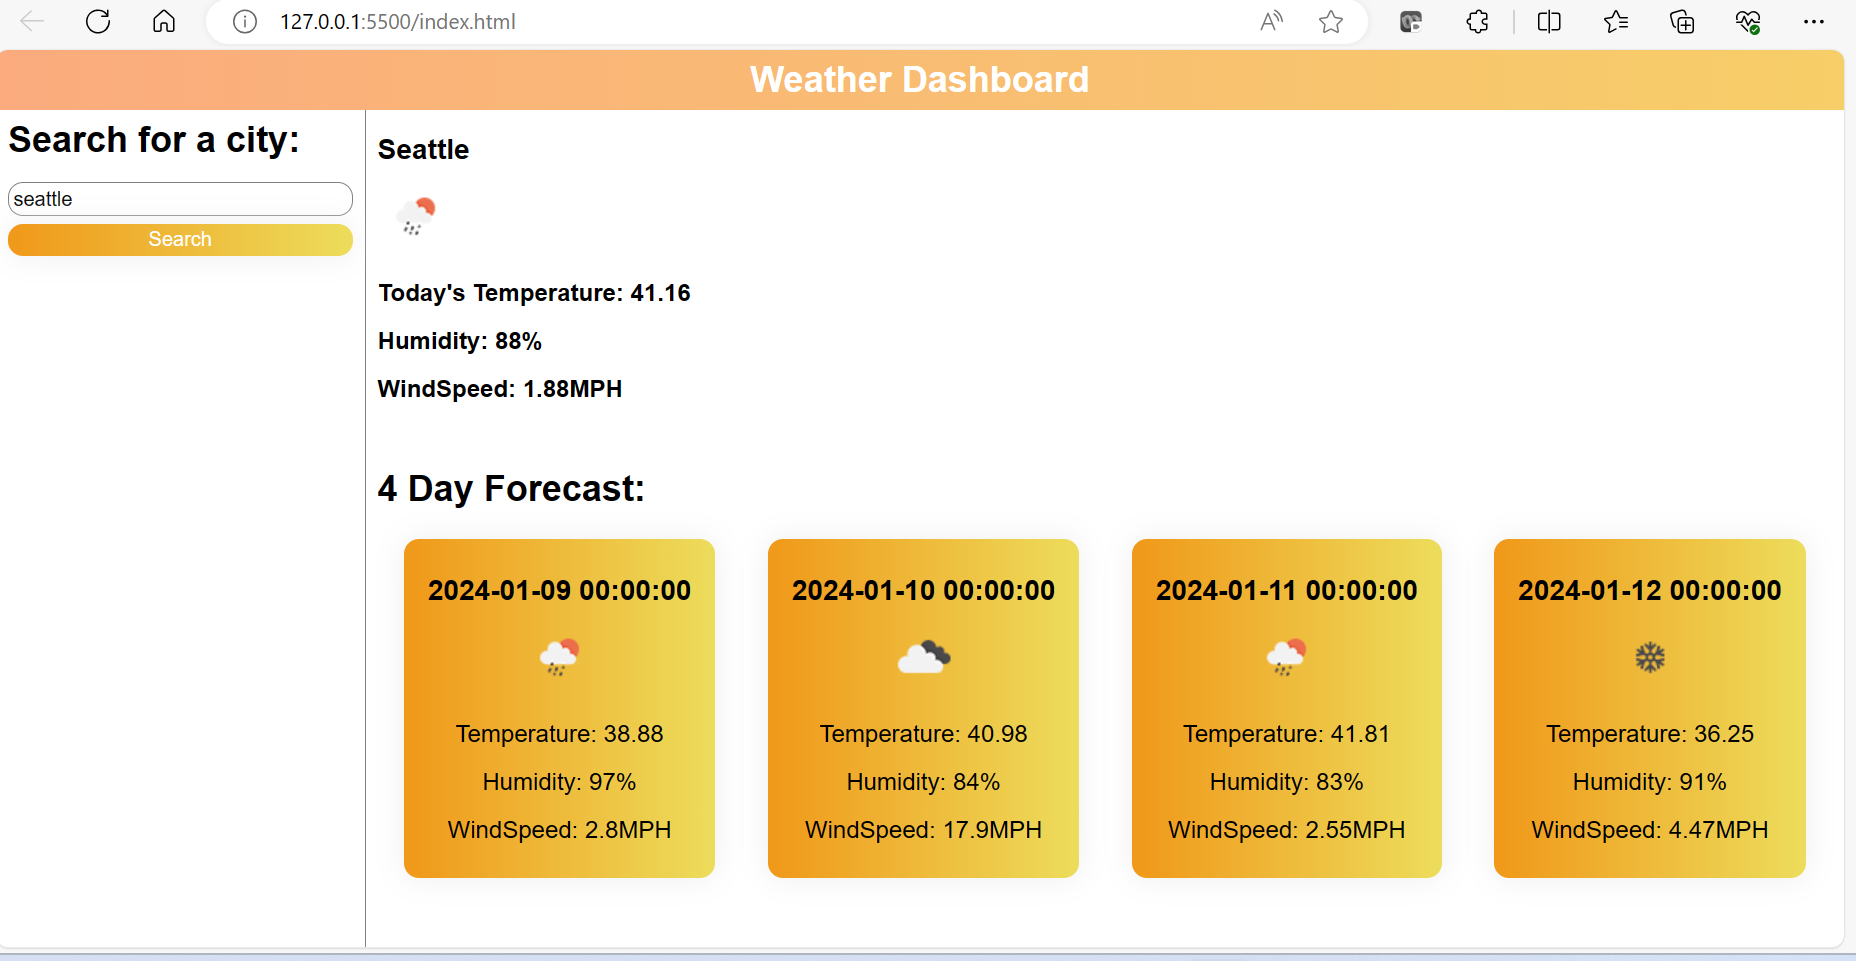 127.0.0.1:5500/index.html
Weather Dashboard
Search for a city:
seattle
Search
Seattle
Today's Temperature: 41.16
Humidity: 88%
WindSpeed: 1.88MPH
4 Day Forecast:
2024-01-09 00:00:00
Temperature: 38.88
Humidity: 97%
WindSpeed: 2.8MPH
2024-01-10 00:00:00
Temperature: 40.98
Humidity: 84%
WindSpeed: 17.9MPH
2024-01-11 00:00:00
Temperature: 41.81
Humidity: 83%
WindSpeed: 2.55MPH
2024-01-12 00:00:00
Temperature: 36.25
Humidity: 91%
WindSpeed: 4.47MPH